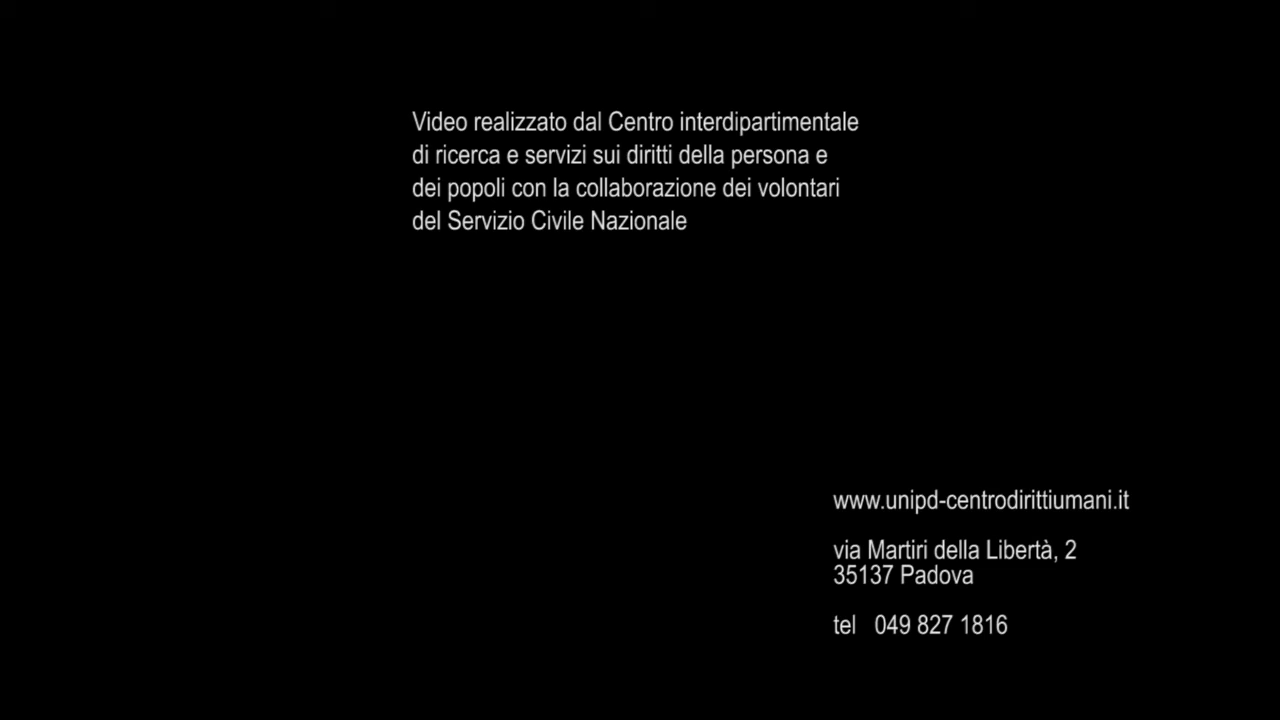 Video realizzato dal Centro interdipartimentale
di ricerca e servizi sui diritti della persona e
dei popoli con la collaborazione dei volontari
del Servizio Civile Nazionale
www.unipd-centrodirittiumani.it
via Martiri della Libertà, 2
35137 Padova
tel 049 827 1816